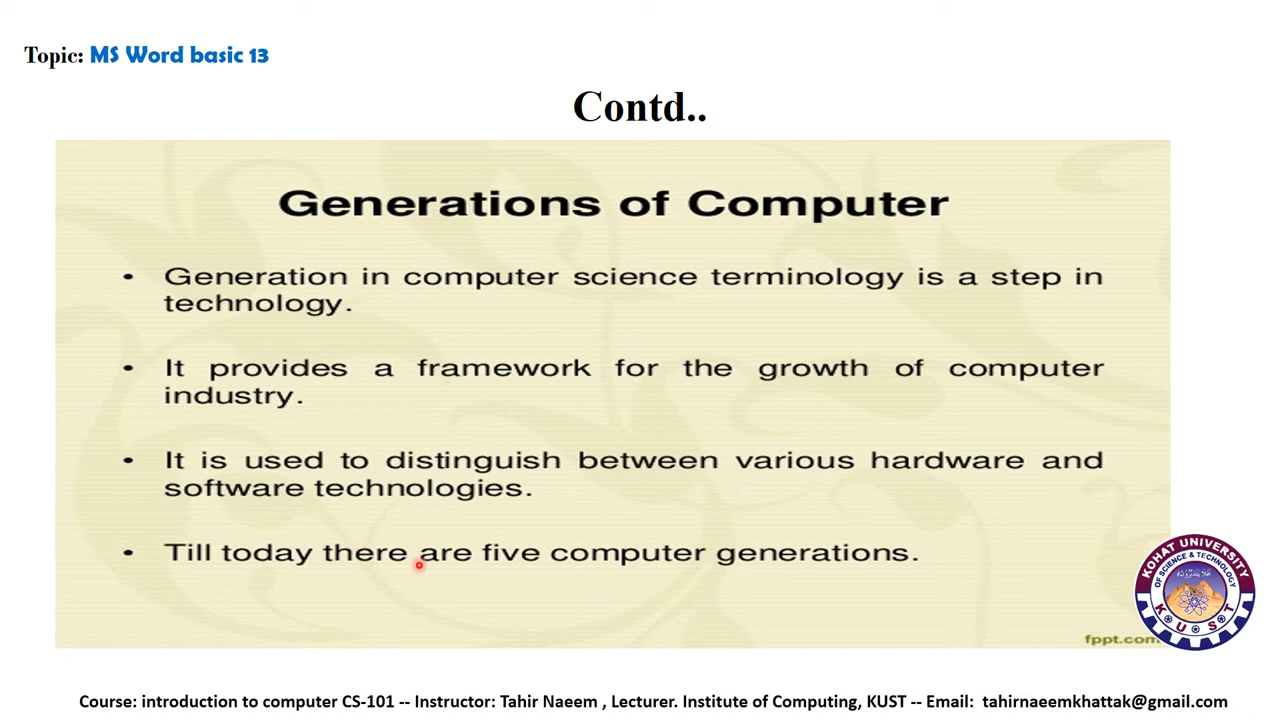 Topic: MS Word basic 13
Contd..
Generations of Computer
• Generation in computer science terminology is a step in
technology.
• It provides a framework for the growth of computer
industry.
• It is used to distinguish between various hardware and
software technologies.
• Till today there are five computer generations.
KOHAT UNIVERSITY
OF SCIENCE & TECHNOLOGY
K U S T
fppt.com
Course: introduction to computer CS-101 -- Instructor: Tahir Naeem , Lecturer. Institute of Computing, KUST -- Email: tahirnaeemkhattak@gmail.com